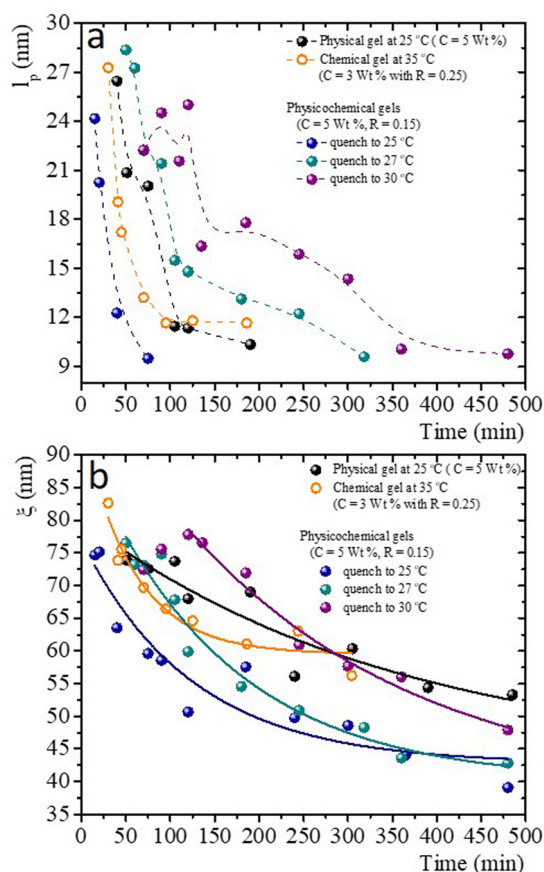 a
30
27
24
21
18
15
12
9
l_p (nm)
Physical gel at 25 °C ( C = 5 Wt %)
Chemical gel at 35 °C
(C = 3 Wt % with R = 0.25)
Physicochemical gels
(C = 5 Wt %, R = 0.15)
quench to 25 °C
quench to 27 °C
quench to 30 °C
0 50 100 150 200 250 300 350 400 450 500
Time (min)
b
90
85
80
75
70
65
60
55
50
45
40
35
ξ (nm)
Physical gel at 25 °C ( C = 5 Wt %)
Chemical gel at 35 °C
(C = 3 Wt % with R = 0.25)
Physicochemical gels
(C = 5 Wt %, R = 0.15)
quench to 25 °C
quench to 27 °C
quench to 30 °C
0 50 100 150 200 250 300 350 400 450 500
Time (min)